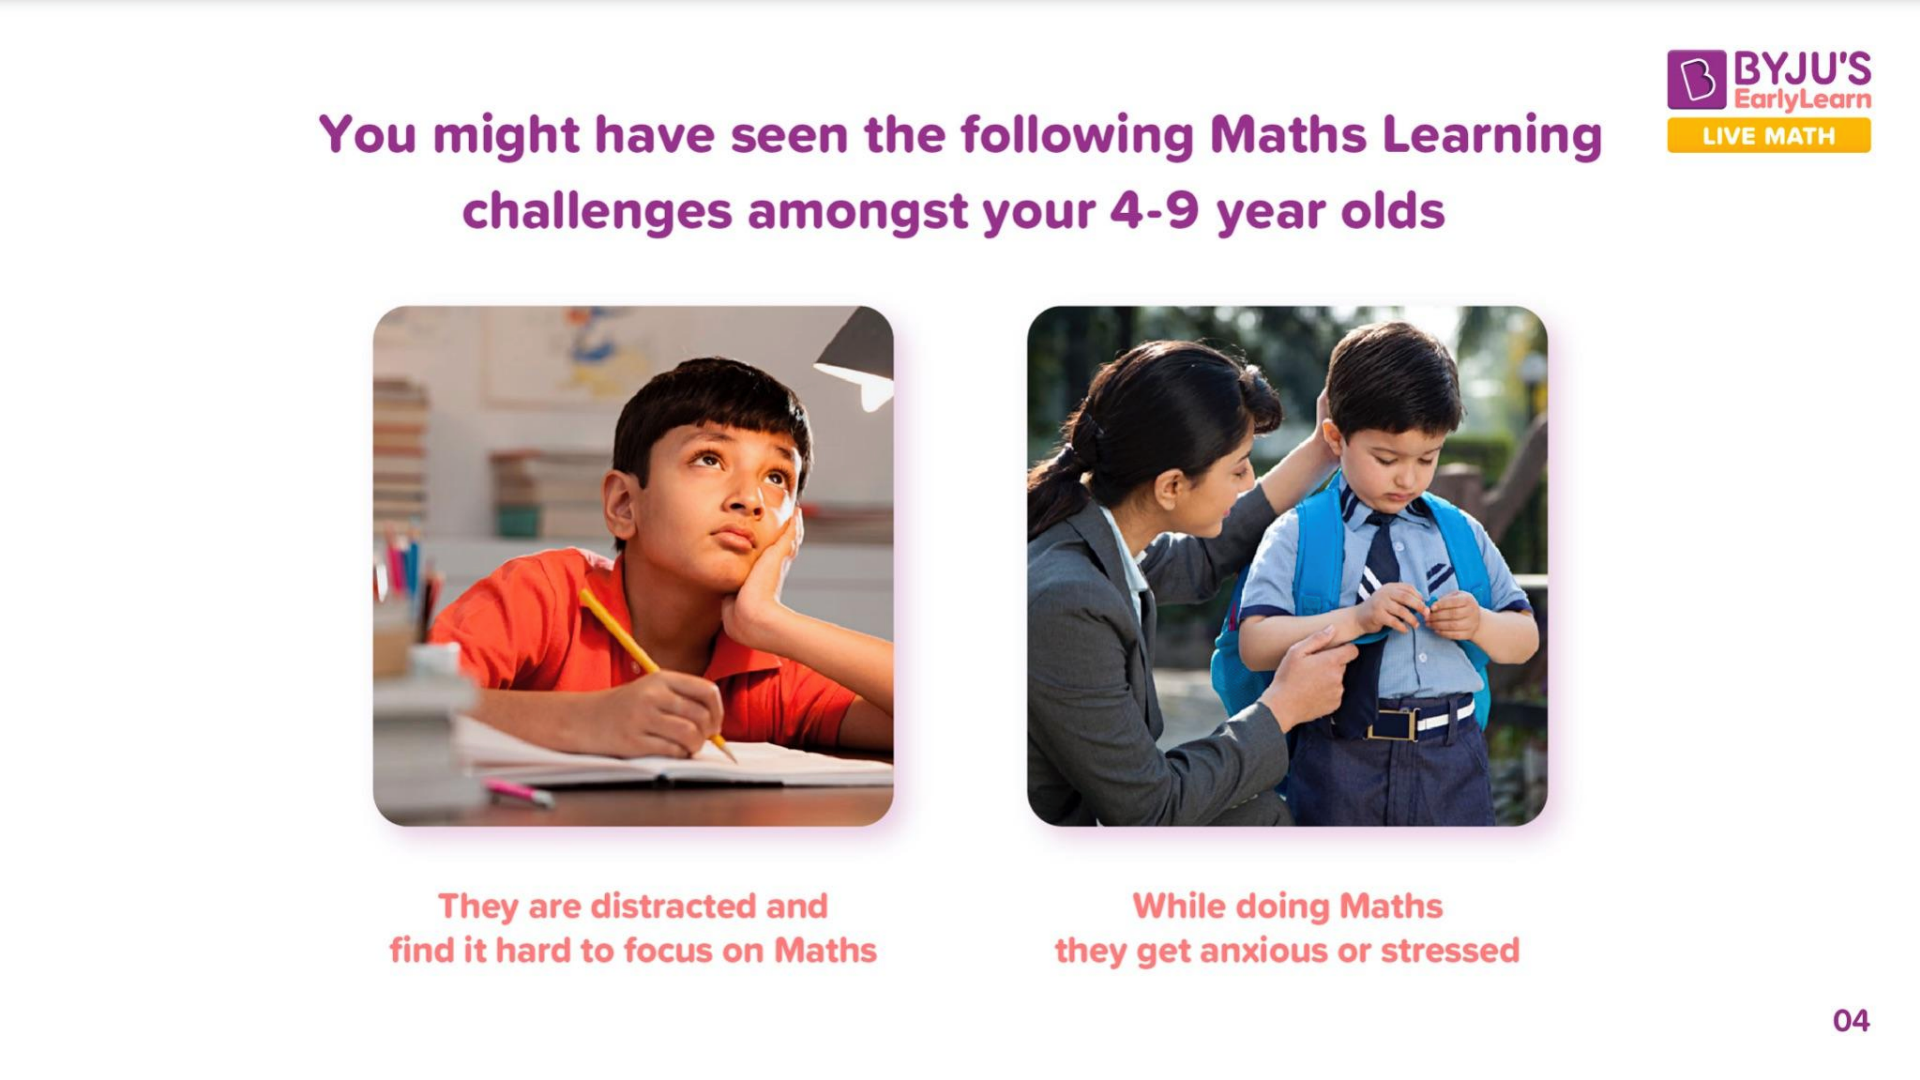 BYJU'S
EarlyLearn
LIVE MATH
You might have seen the following Maths Learning
challenges amongst your 4-9 year olds
They are distracted and
find it hard to focus on Maths
While doing Maths
they get anxious or stressed
04